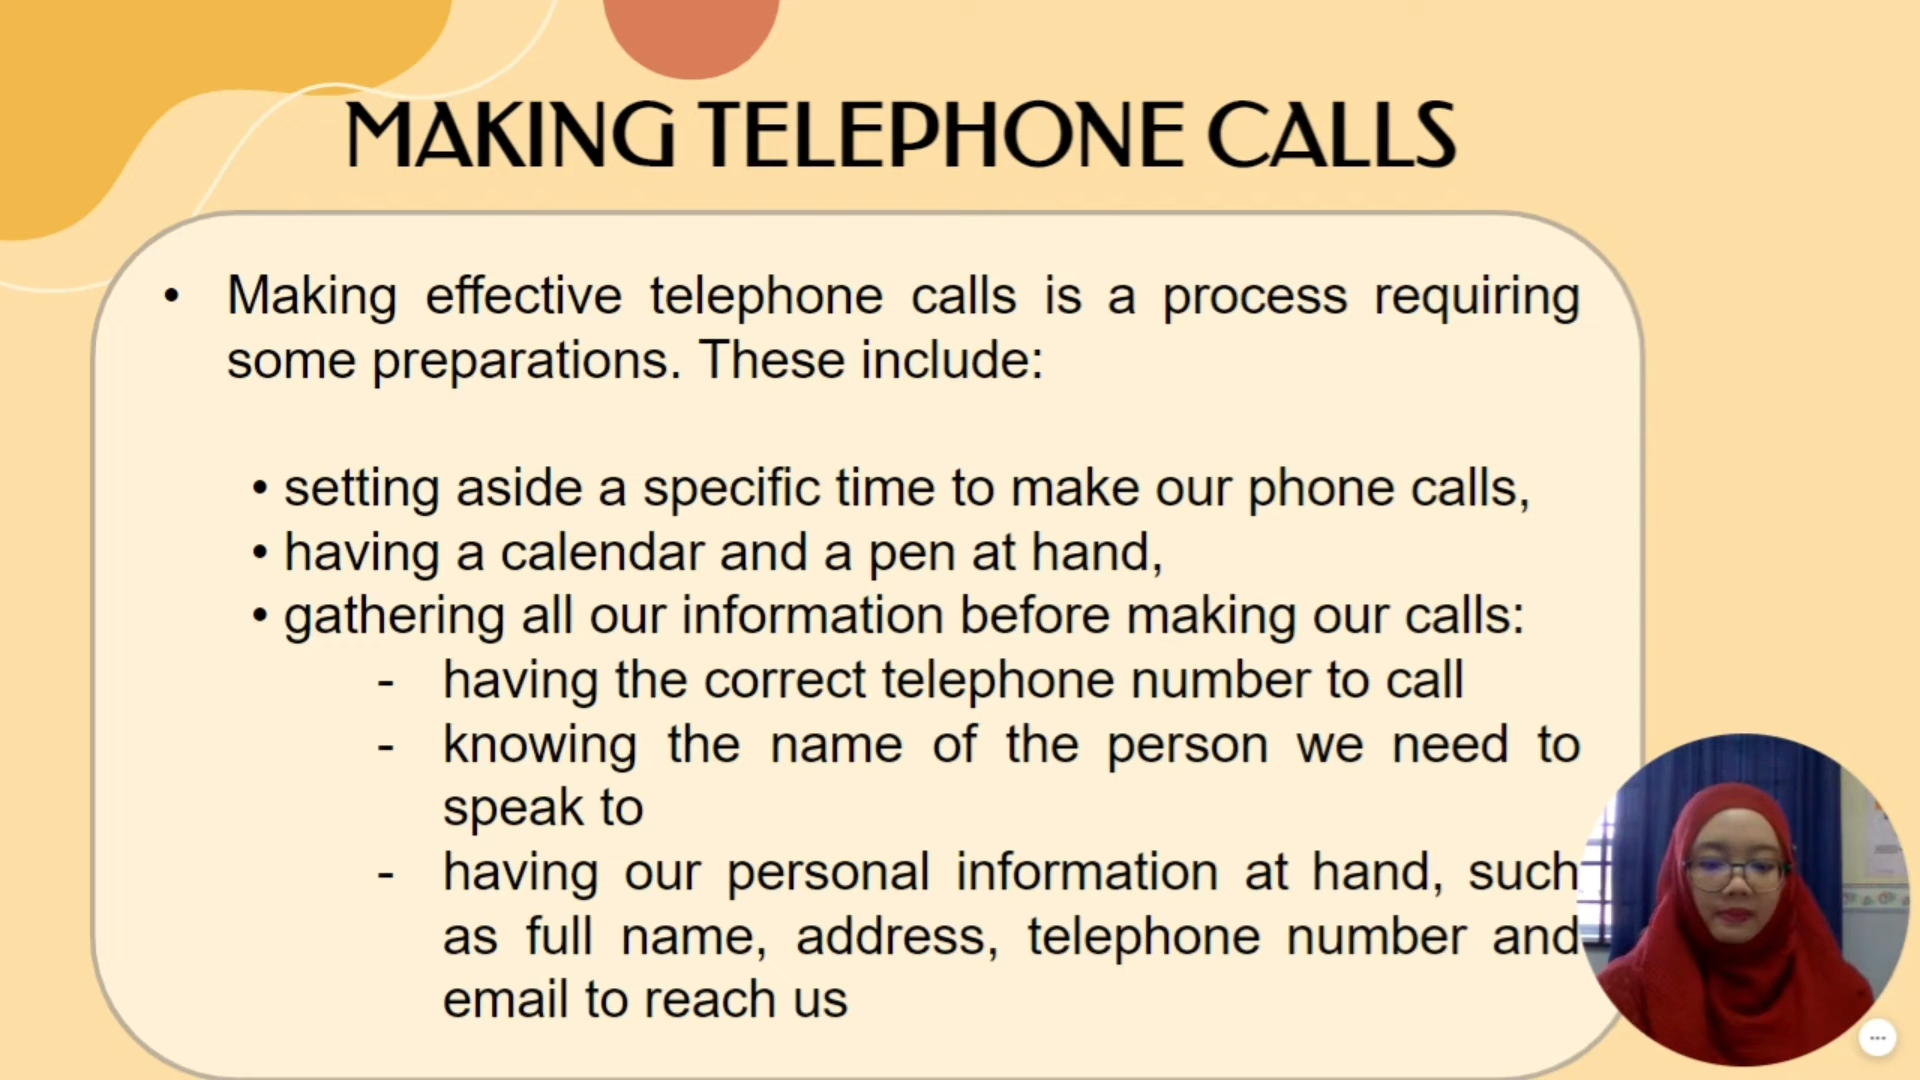 MAKING TELEPHONE CALLS
• Making effective telephone calls is a process requiring
some preparations. These include:
• setting aside a specific time to make our phone calls,
• having a calendar and a pen at hand,
• gathering all our information before making our calls:
- having the correct telephone number to call
- knowing the name of the person we need to
speak to
- having our personal information at hand, such
as full name, address, telephone number and
email to reach us